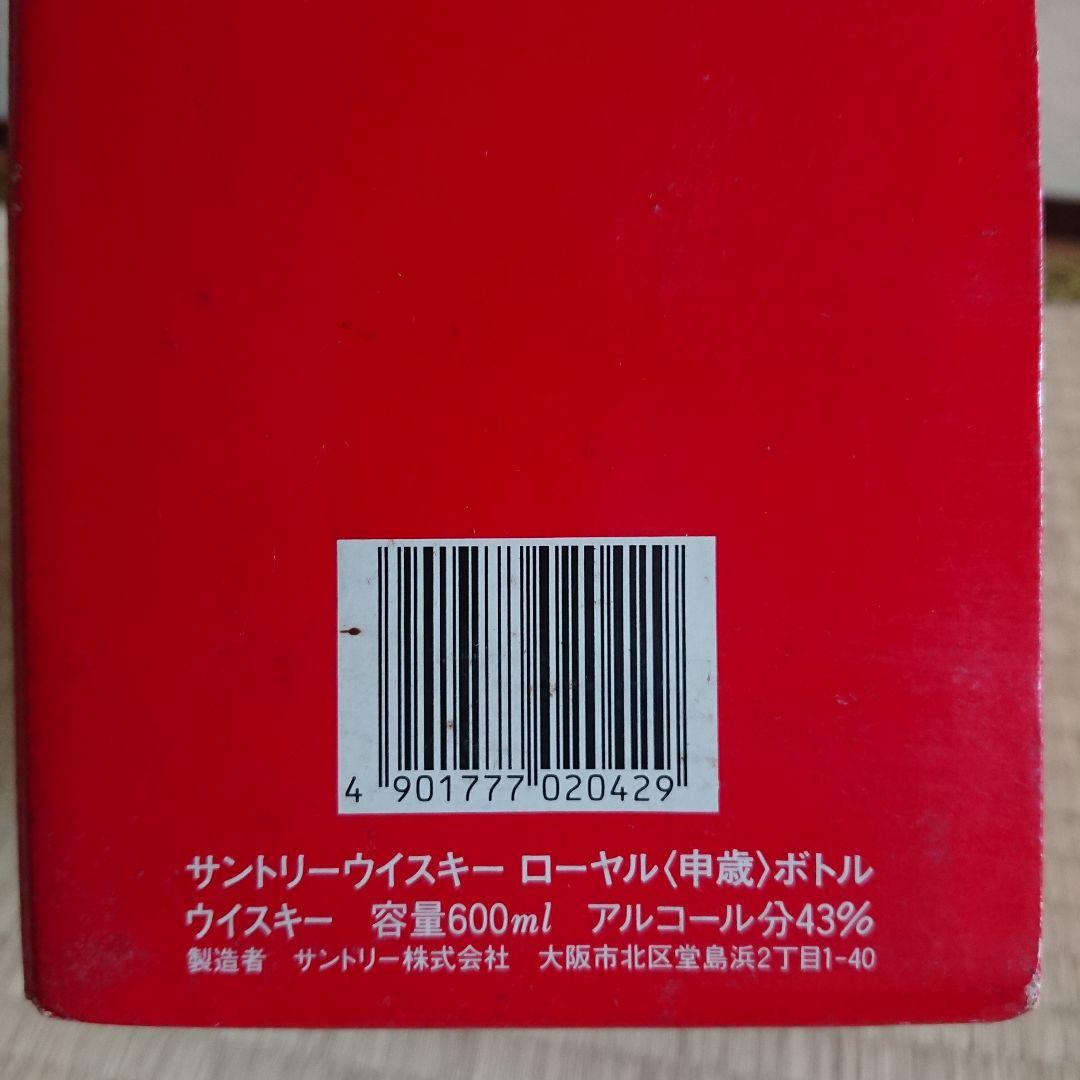 4 901777 020429
サントリーウイスキー ローヤル〈申歳〉ボトル
ウイスキー 容量600ml アルコール分43%
製造者 サントリー株式会社 大阪市北区堂島浜2丁目1-40